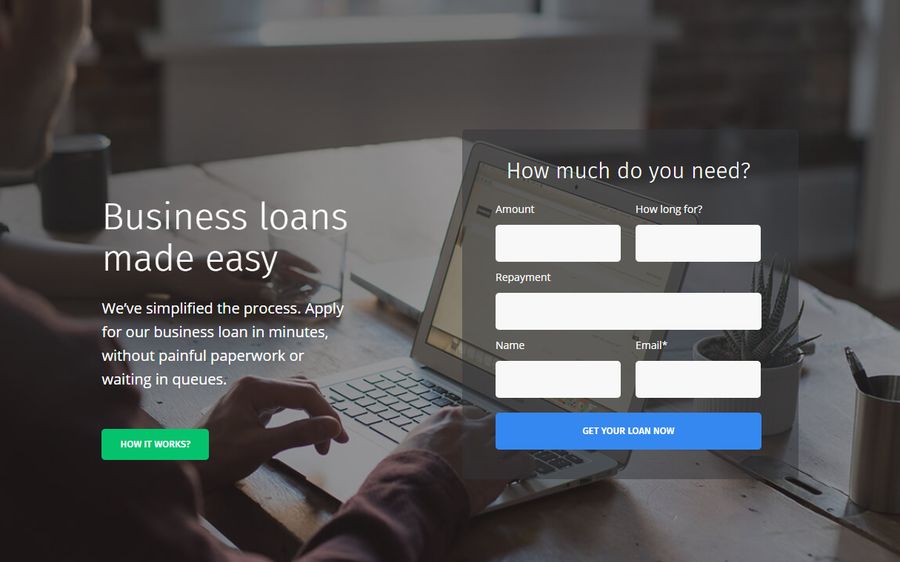 Business loans
made easy
We've simplified the process. Apply
for our business loan in minutes,
without painful paperwork or
waiting in queues.
HOW IT WORKS?
How much do you need?
Amount
How long for?
Repayment
Name
Email*
GET YOUR LOAN NOW